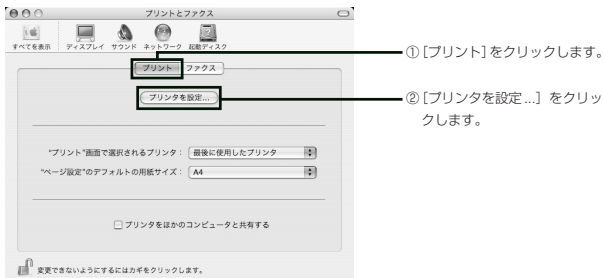 プリントとファクス
すべてを表示 ディスプレイ サウンド ネットワーク 起動ディスク
プリント ファクス
① [プリント] をクリックします。
プリンタを設定...
② [プリンタを設定 ...] をクリッ
クします。
"プリント"画面で選択されるプリンタ： 最後に使用したプリンタ
"ページ設定"のデフォルトの用紙サイズ： A4
プリンタをほかのコンピュータと共有する
変更できないようにするにはカギをクリックします。